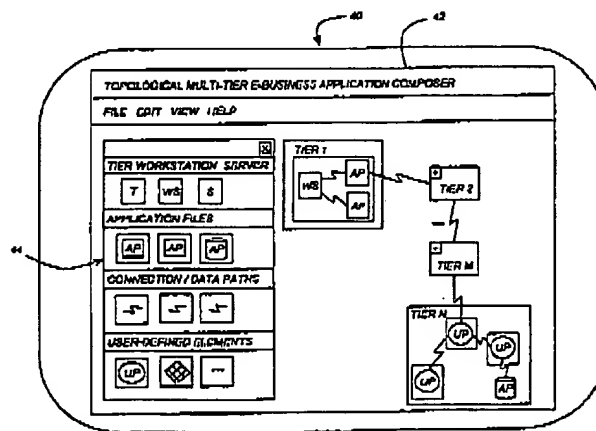 40
42
TOPOLOGICAL MULTI-TIER E-BUSINESS APPLICATION COMPOSER
FILE EDIT VIEW HELP
X
TIER WORKSTATION SERVER
T WS S
APPLICATION FILES
AP AP AP
44
CONNECTION / DATA PATHS
USER-DEFINED ELEMENTS
UP
TIER 1
WS AP
AP
+
TIER 2
+
TIER M
TIER N
UP
UP
UP
AP